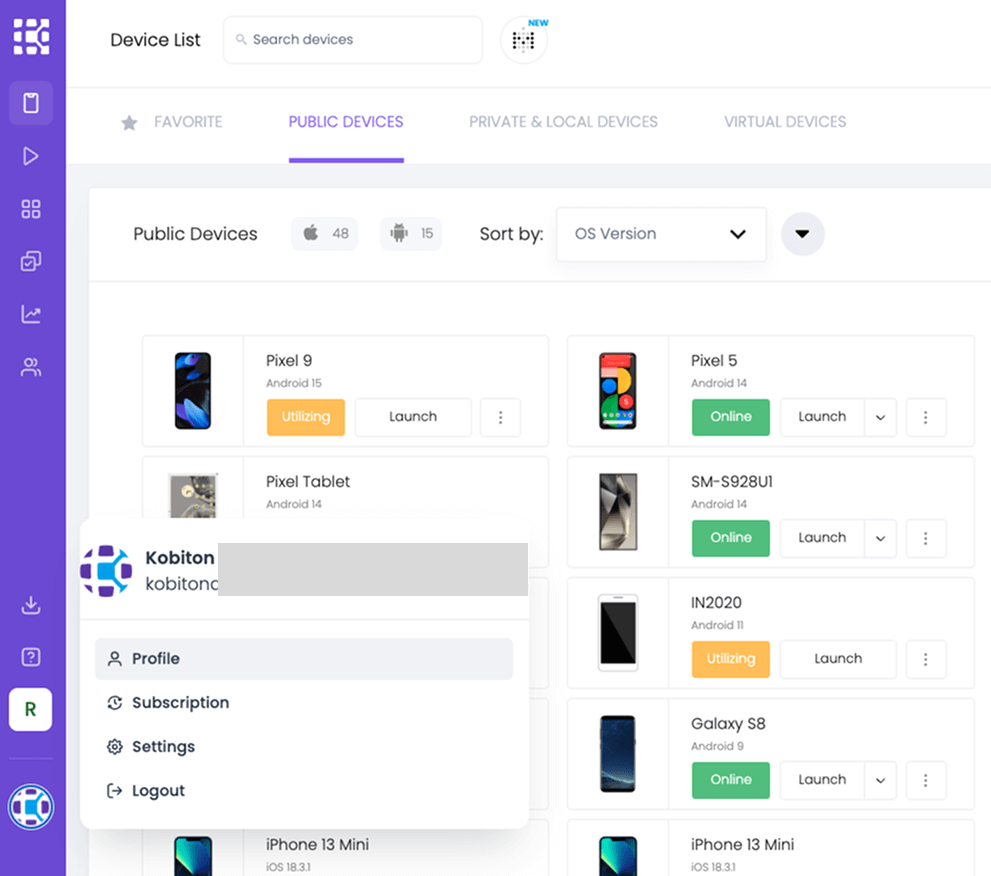 Device List
Search devices
NEW
FAVORITE
PUBLIC DEVICES
PRIVATE & LOCAL DEVICES
VIRTUAL DEVICES
Public Devices
48
15
Sort by:
OS Version
Pixel 9
Android 15
Utilizing
Launch
Pixel 5
Android 14
Online
Launch
Pixel Tablet
Android 14
SM-S928U1
Android 14
Online
Launch
Kobiton
kobitonc
IN2020
Android 11
Utilizing
Launch
Profile
Subscription
Settings
Logout
R
Galaxy S8
Android 9
Online
Launch
iPhone 13 Mini
iOS 18.3.1
iPhone 13 Mini
iOS 18.3.1